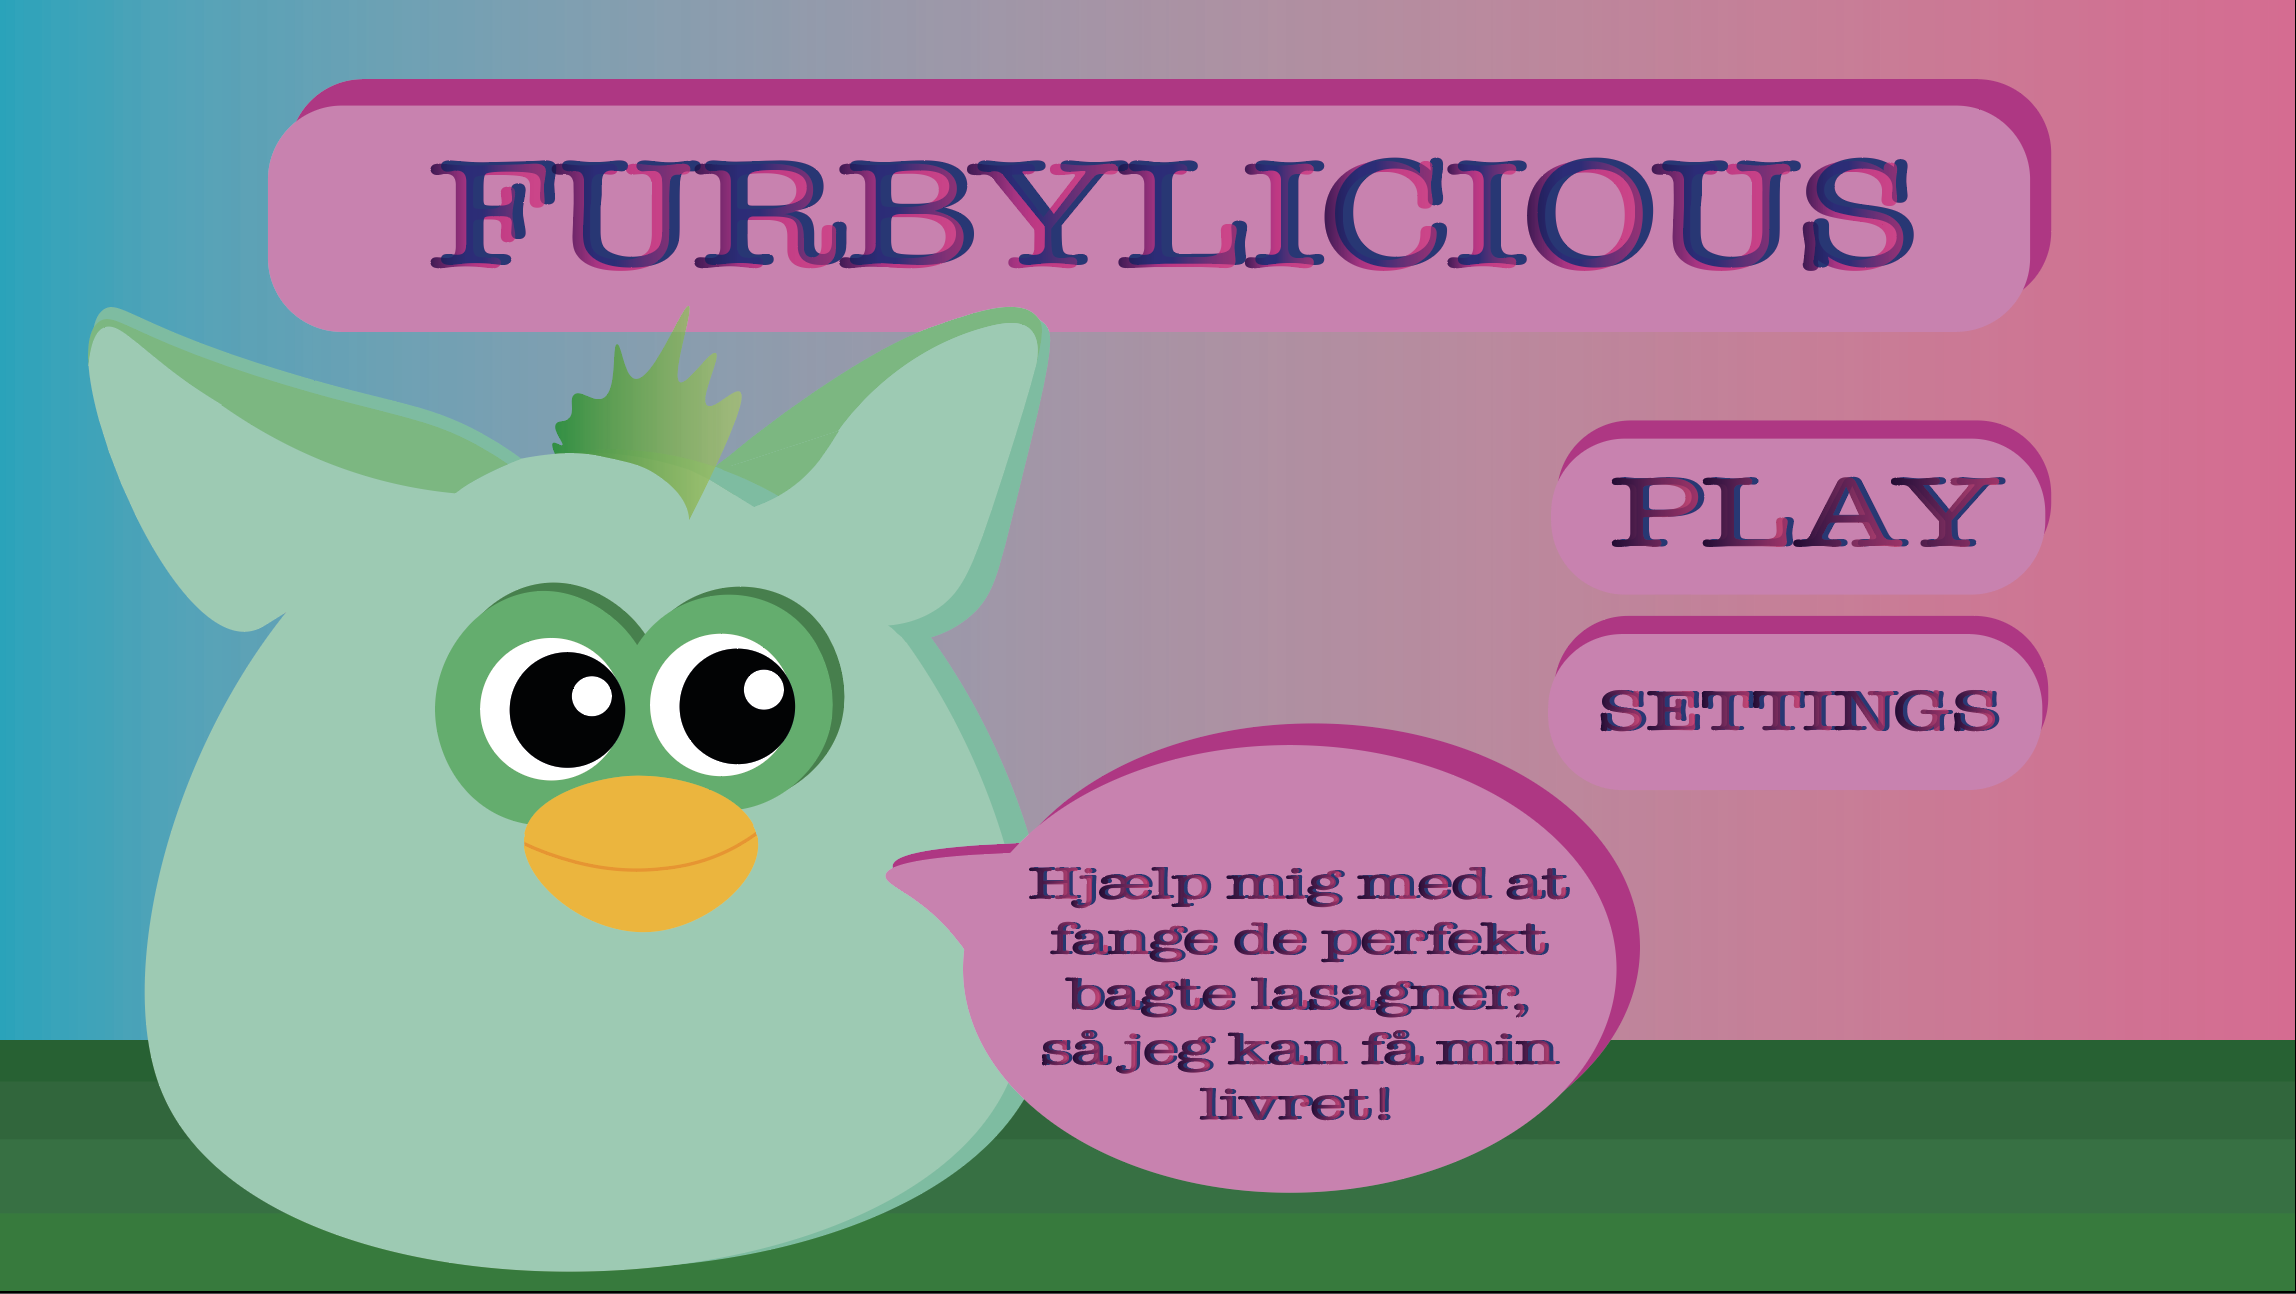 FURBYLICIOUS
PLAY
SETTINGS
Hjælp mig med at
fange de perfekt
bagte lasagner,
så jeg kan få min
livret!